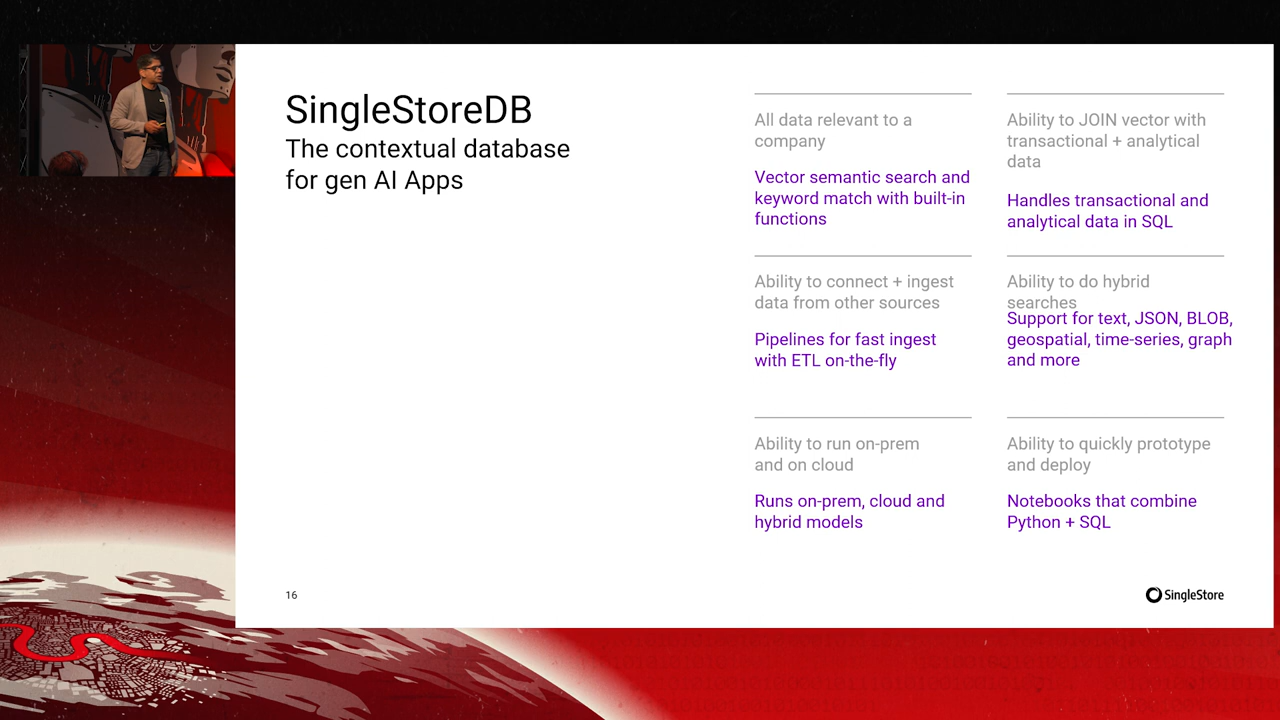 SingleStoreDB
The contextual database
for gen AI Apps
All data relevant to a
company
Vector semantic search and
keyword match with built-in
functions
Ability to JOIN vector with
transactional + analytical
data
Handles transactional and
analytical data in SQL
Ability to connect + ingest
data from other sources
Pipelines for fast ingest
with ETL on-the-fly
Ability to do hybrid
searches
Support for text, JSON, BLOB,
geospatial, time-series, graph
and more
Ability to run on-prem
and on cloud
Runs on-prem, cloud and
hybrid models
Ability to quickly prototype
and deploy
Notebooks that combine
Python + SQL
16
SingleStore